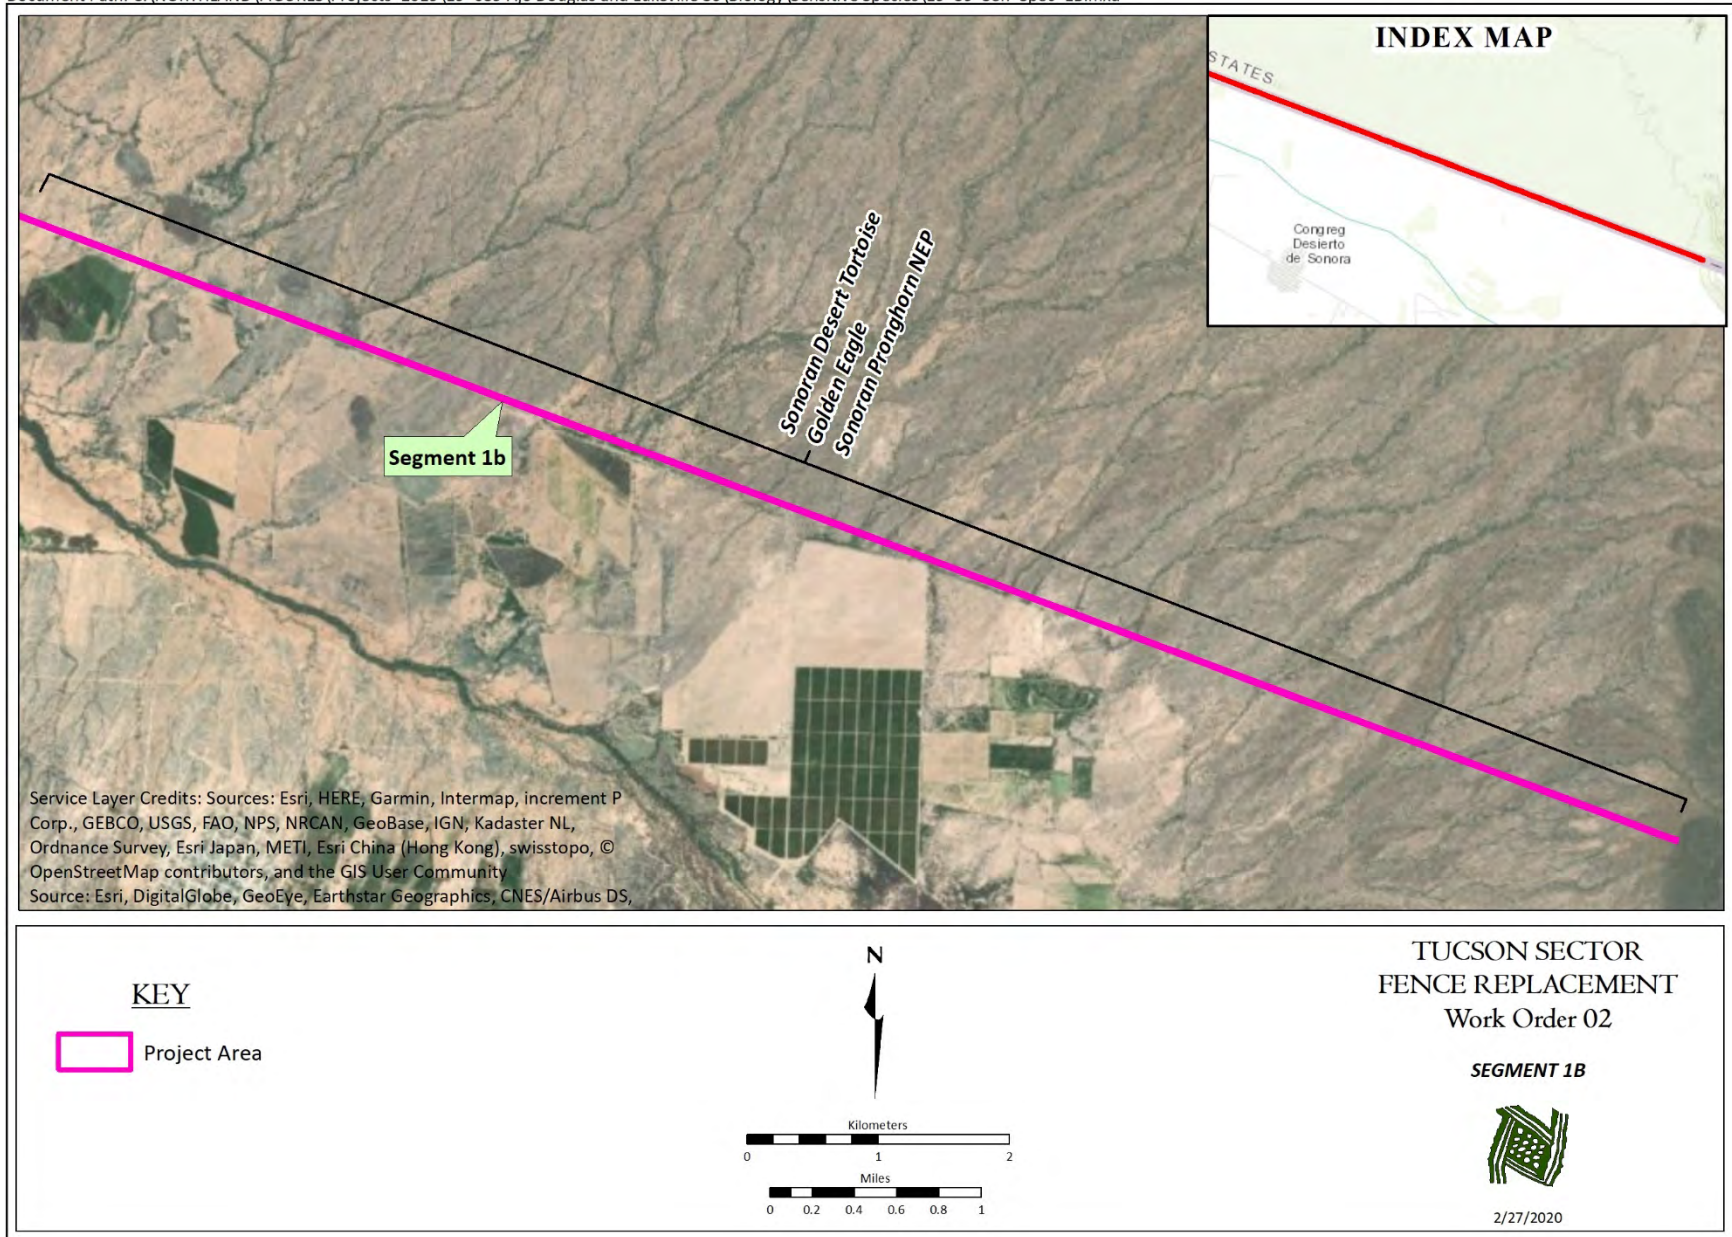 INDEX MAP
STATES
Congreg
Desierto
de Sonora
Sonoran Desert Tortoise
Golden Eagle
Sonoran Pronghorn NEP
Segment 1b
Service Layer Credits: Sources: Esri, HERE, Garmin, Intermap, increment P
Corp., GEBCO, USGS, FAO, NPS, NRCAN, GeoBase, IGN, Kadaster NL,
Ordnance Survey, Esri Japan, METI, Esri China (Hong Kong), swisstopo, ©
OpenStreetMap contributors, and the GIS User Community
Source: Esri, DigitalGlobe, GeoEye, Earthstar Geographics, CNES/Airbus DS,
KEY
Project Area
N
Kilometers
0 1 2
Miles
0 0.2 0.4 0.6 0.8 1
TUCSON SECTOR
FENCE REPLACEMENT
Work Order 02
SEGMENT 1B
2/27/2020